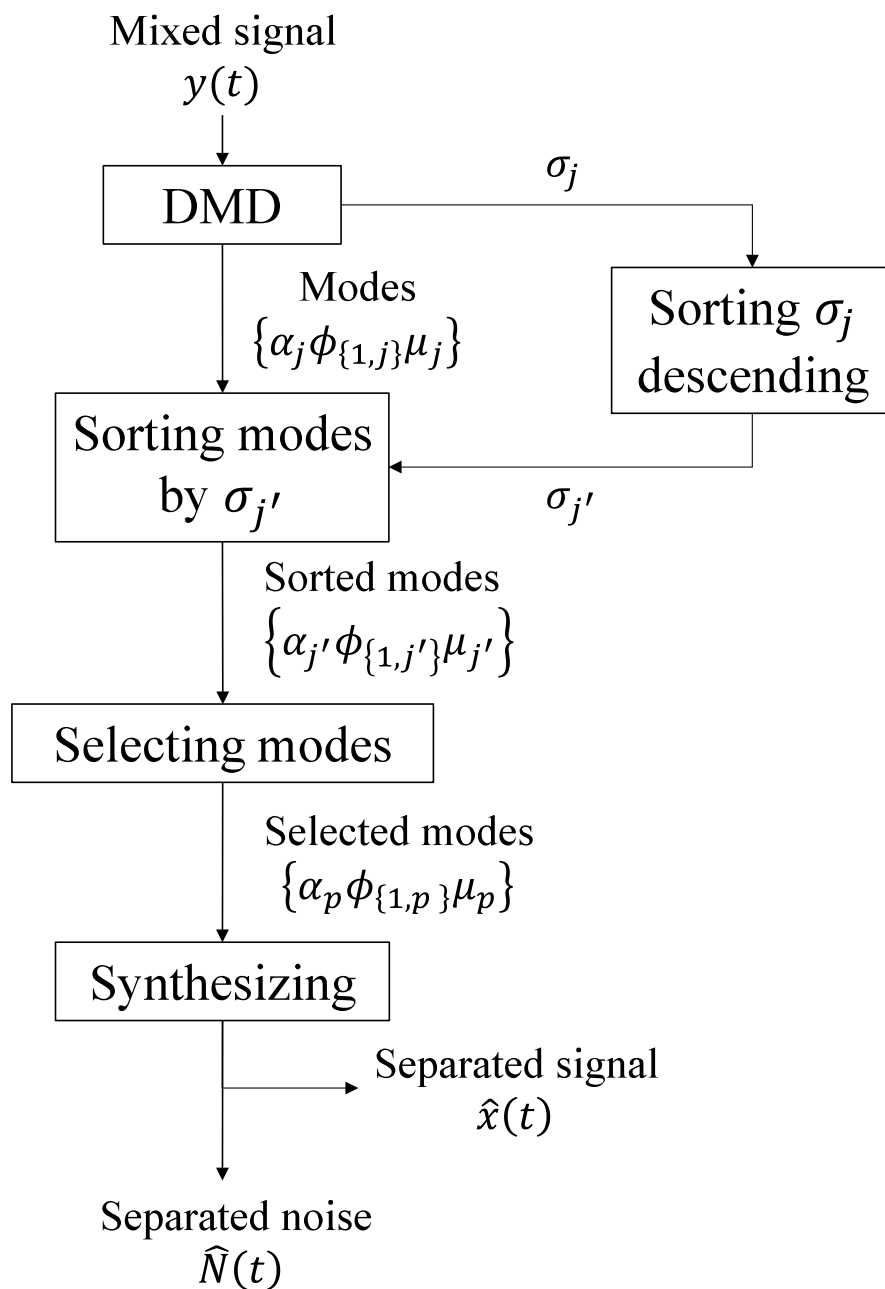 Mixed signal
y(t)
DMD
σ_j
Modes
{α_j ϕ_{1,j} μ_j}
Sorting σ_j
descending
Sorting modes
by σ_j′
σ_j′
Sorted modes
{α_j′ ϕ_{1,j′} μ_j′}
Selecting modes
Selected modes
{α_p ϕ_{1,p } μ_p}
Synthesizing
Separated signal
x̂(t)
Separated noise
N̂(t)